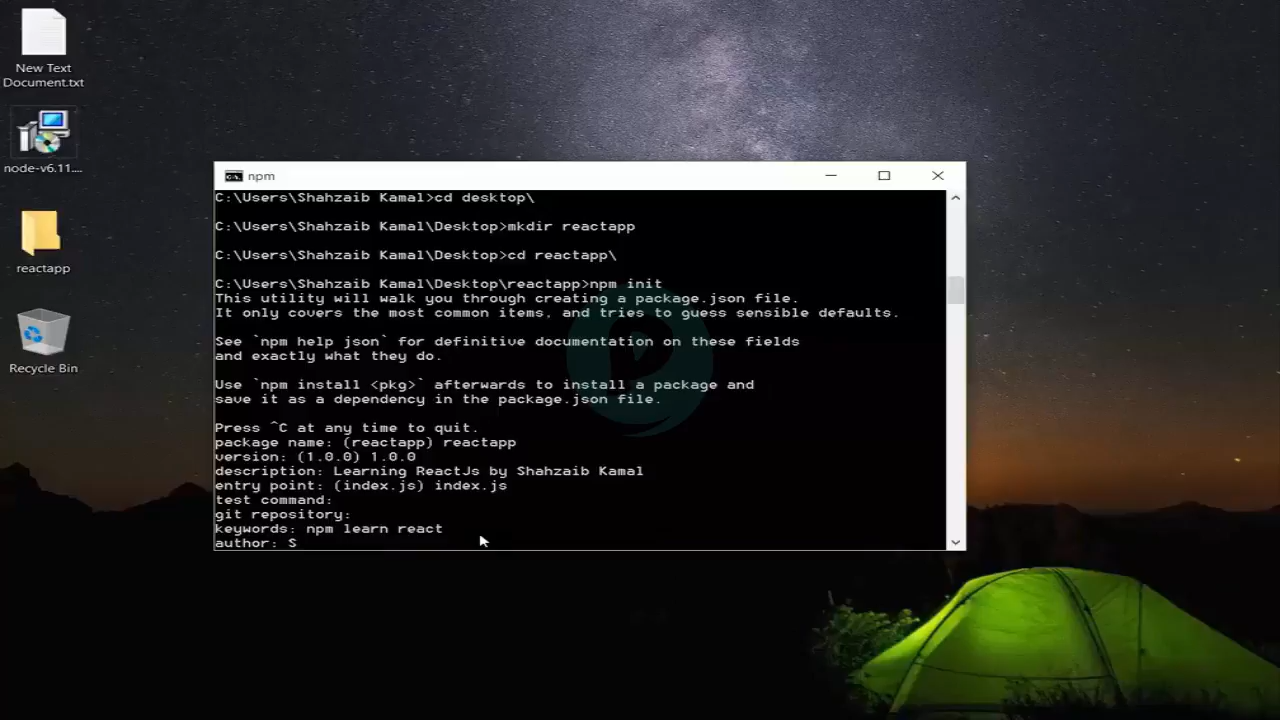 New Text
Document.txt
node-v6.11....
reactapp
Recycle Bin
npm
C:\Users\Shahzaib Kamal>cd desktop\
C:\Users\Shahzaib Kamal\Desktop>mkdir reactapp
C:\Users\Shahzaib Kamal\Desktop>cd reactapp\
C:\Users\Shahzaib Kamal\Desktop\reactapp>npm init
This utility will walk you through creating a package.json file.
It only covers the most common items, and tries to guess sensible defaults.
See `npm help json` for definitive documentation on these fields
and exactly what they do.
Use `npm install <pkg>` afterwards to install a package and
save it as a dependency in the package.json file.
Press ^C at any time to quit.
package name: (reactapp) reactapp
version: (1.0.0) 1.0.0
description: Learning ReactJs by Shahzaib Kamal
entry point: (index.js) index.js
test command:
git repository:
keywords: npm learn react
author: S